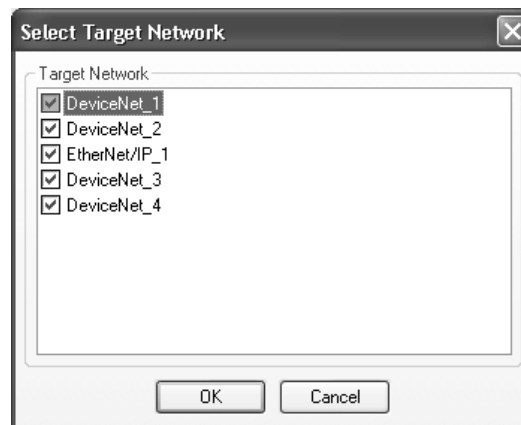 Select Target Network
Target Network
DeviceNet_1
DeviceNet_2
EtherNet/IP_1
DeviceNet_3
DeviceNet_4
OK Cancel